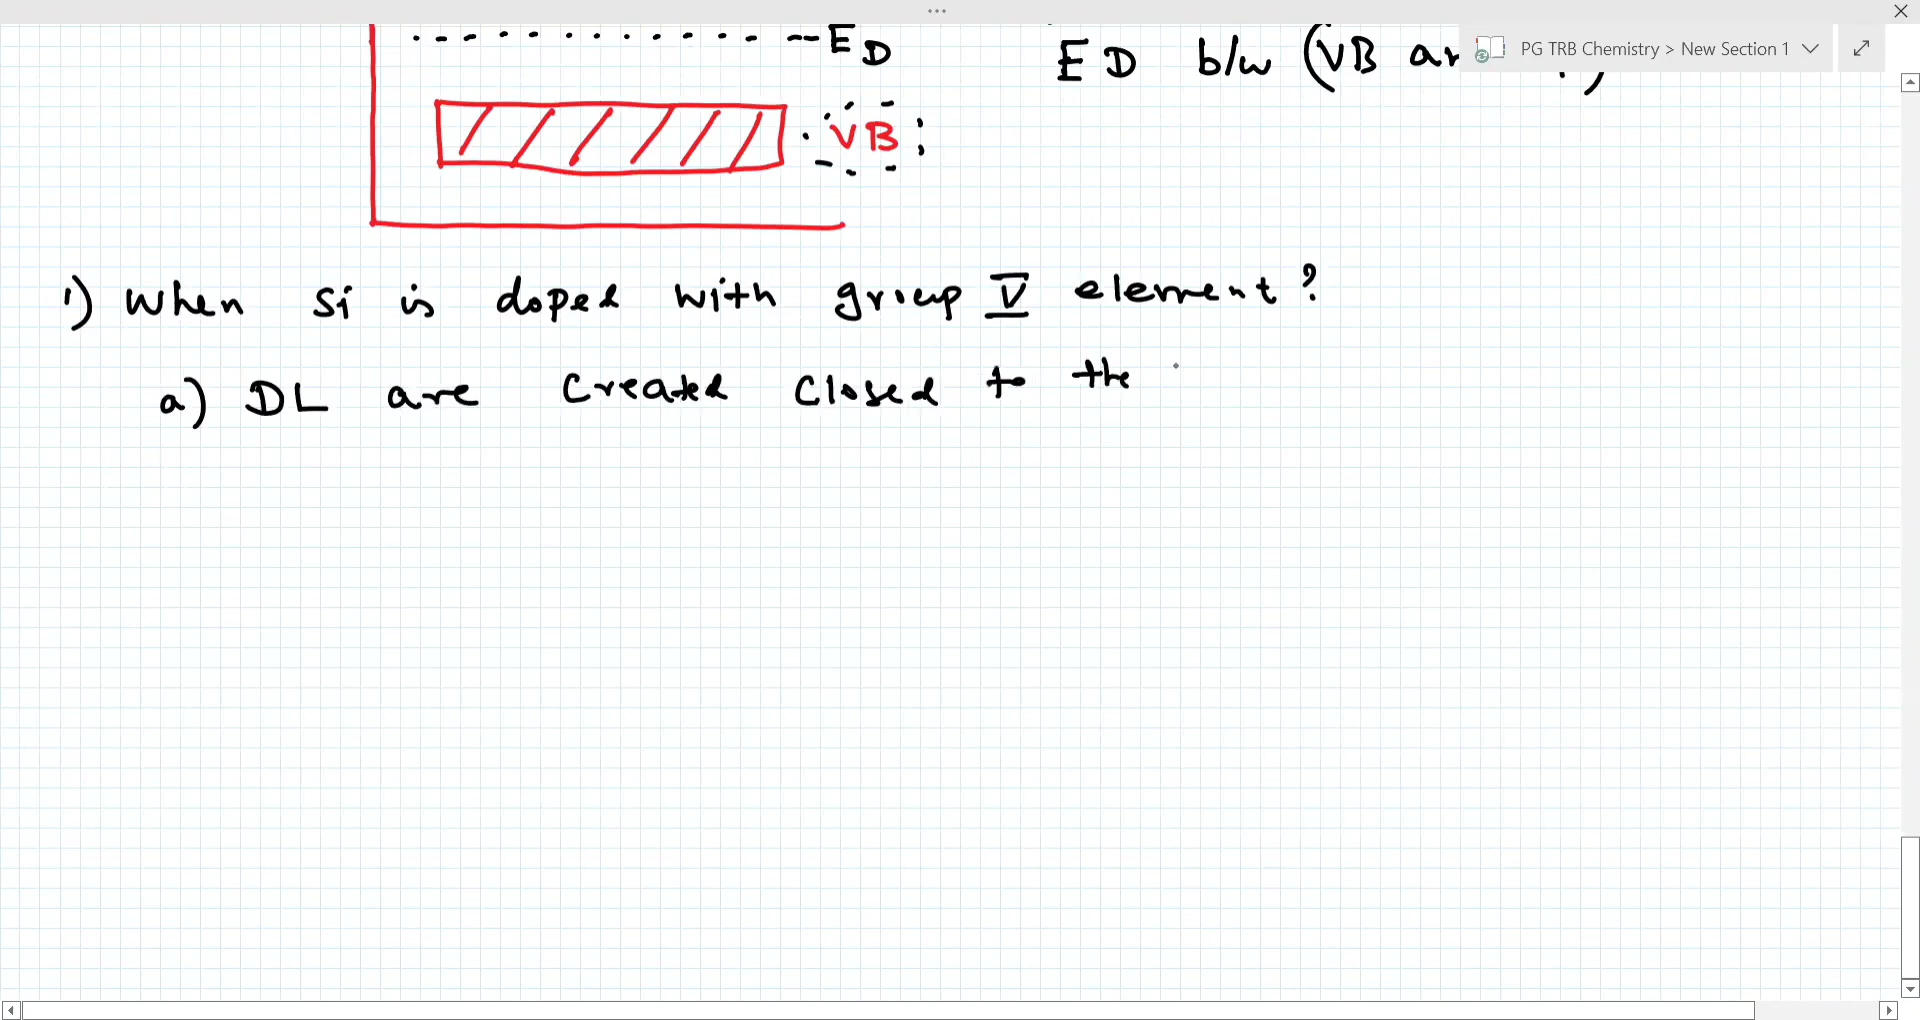 --ED
ED b/w (VB
PG TRB Chemistry > New Section 1
VB
1) When Si is doped with group V element?
a) DL are created closed to the